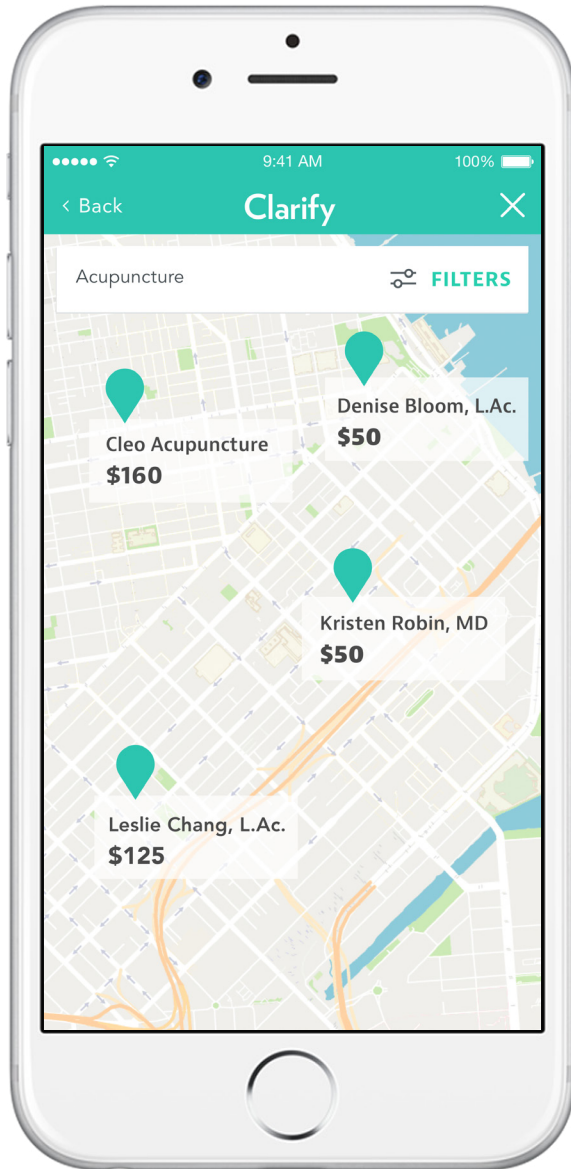 9:41 AM
100%
< Back
Clarify
Acupuncture
FILTERS
Denise Bloom, L.Ac.
$50
Cleo Acupuncture
$160
Kristen Robin, MD
$50
Leslie Chang, L.Ac.
$125